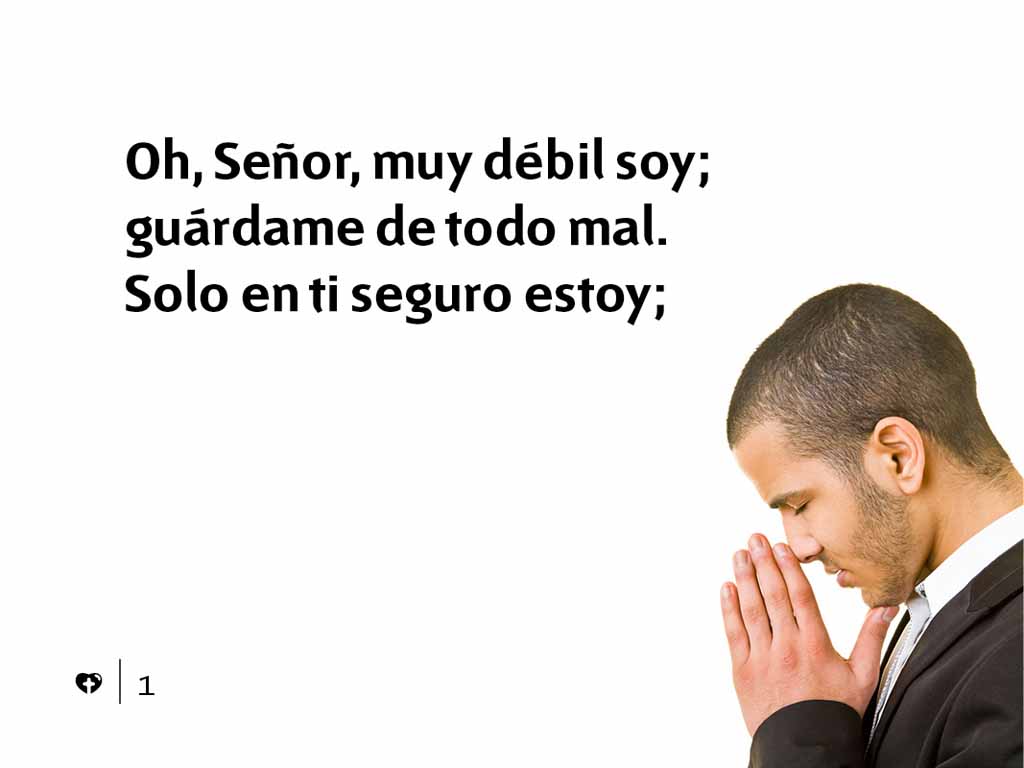 Oh, Señor, muy débil soy;
guárdame de todo mal.
Solo en ti seguro estoy;
1